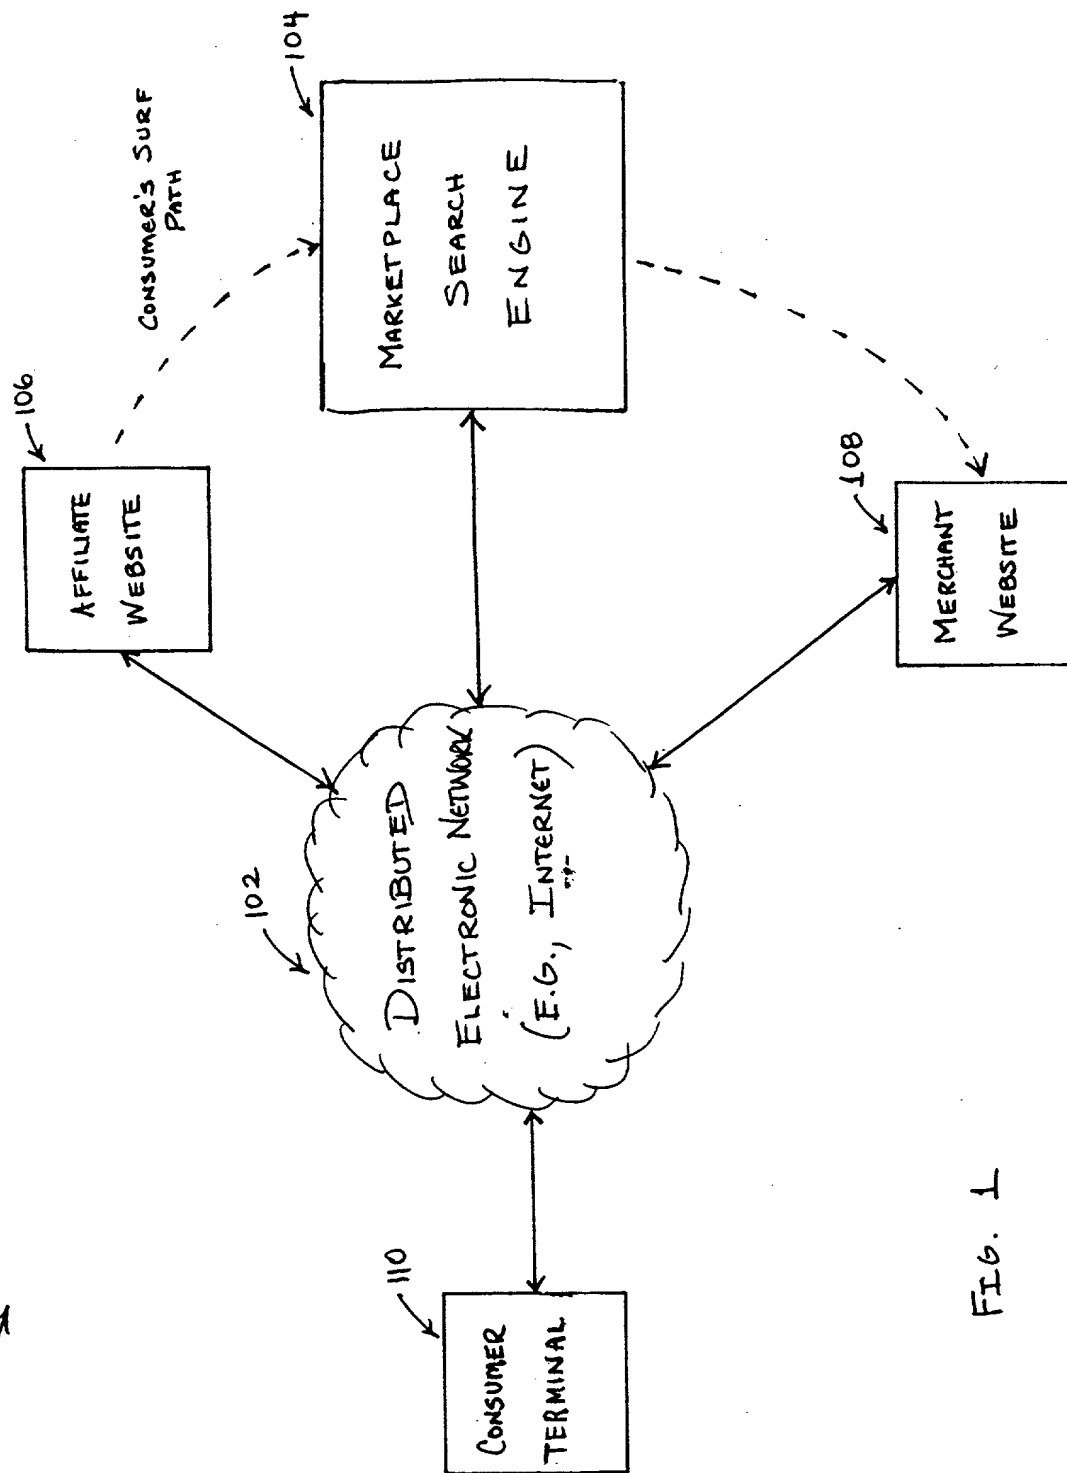 106
AFFILIATE
WEBSITE
CONSUMER'S SURF
PATH
104
MARKETPLACE
SEARCH
ENGINE
102
DISTRIBUTED
ELECTRONIC NETWORK
(E.G., INTERNET)
110
CONSUMER
TERMINAL
108
MERCHANT
WEBSITE
FIG. 1